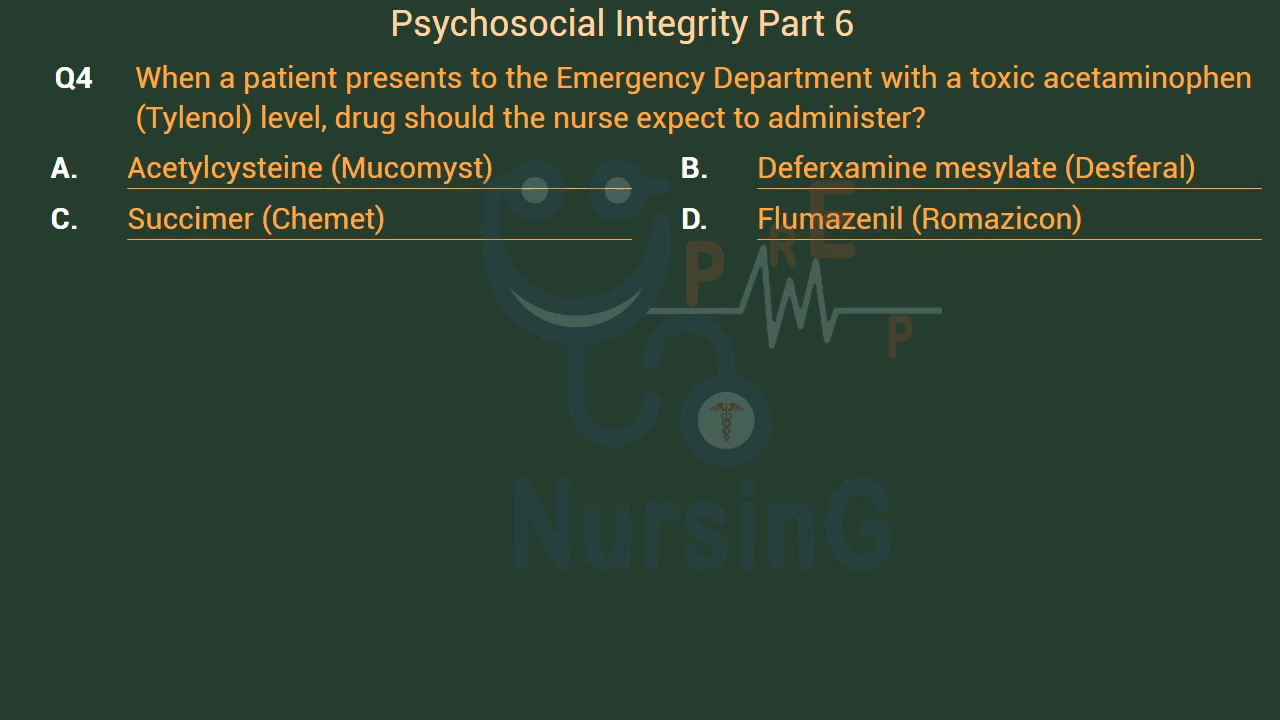 Psychosocial Integrity Part 6
Q4 When a patient presents to the Emergency Department with a toxic acetaminophen
(Tylenol) level, drug should the nurse expect to administer?
A. Acetylcysteine (Mucomyst)
B. Deferxamine mesylate (Desferal)
C. Succimer (Chemet)
D. Flumazenil (Romazicon)
PREP
NursinG